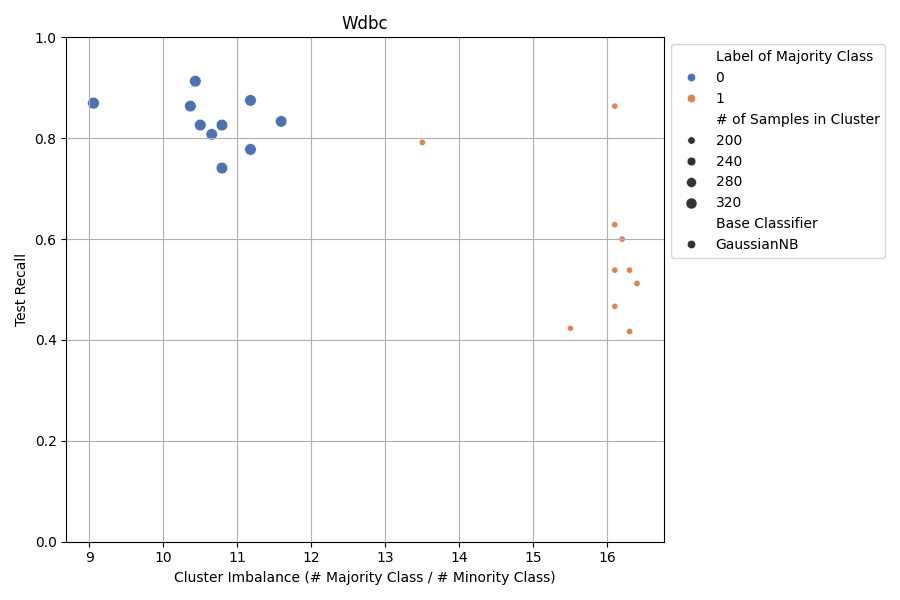 Wdbc
1.0
0.8
0.6
0.4
0.2
0.0
Test Recall
9
10
11
12
13
14
15
16
Cluster Imbalance (# Majority Class / # Minority Class)
Label of Majority Class
0
1
# of Samples in Cluster
200
240
280
320
Base Classifier
GaussianNB